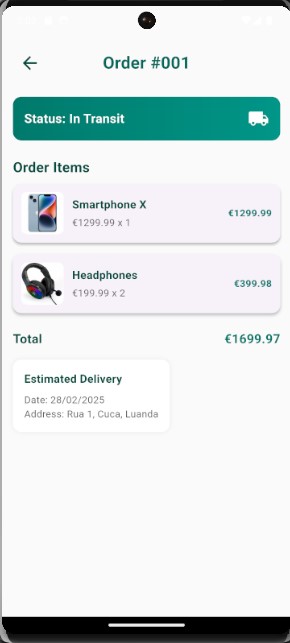 Order #001
Status: In Transit
Order Items
Smartphone X
€1299.99 x 1
€1299.99
Headphones
€199.99 x 2
€399.98
Total
€1699.97
Estimated Delivery
Date: 28/02/2025
Address: Rua 1, Cuca, Luanda